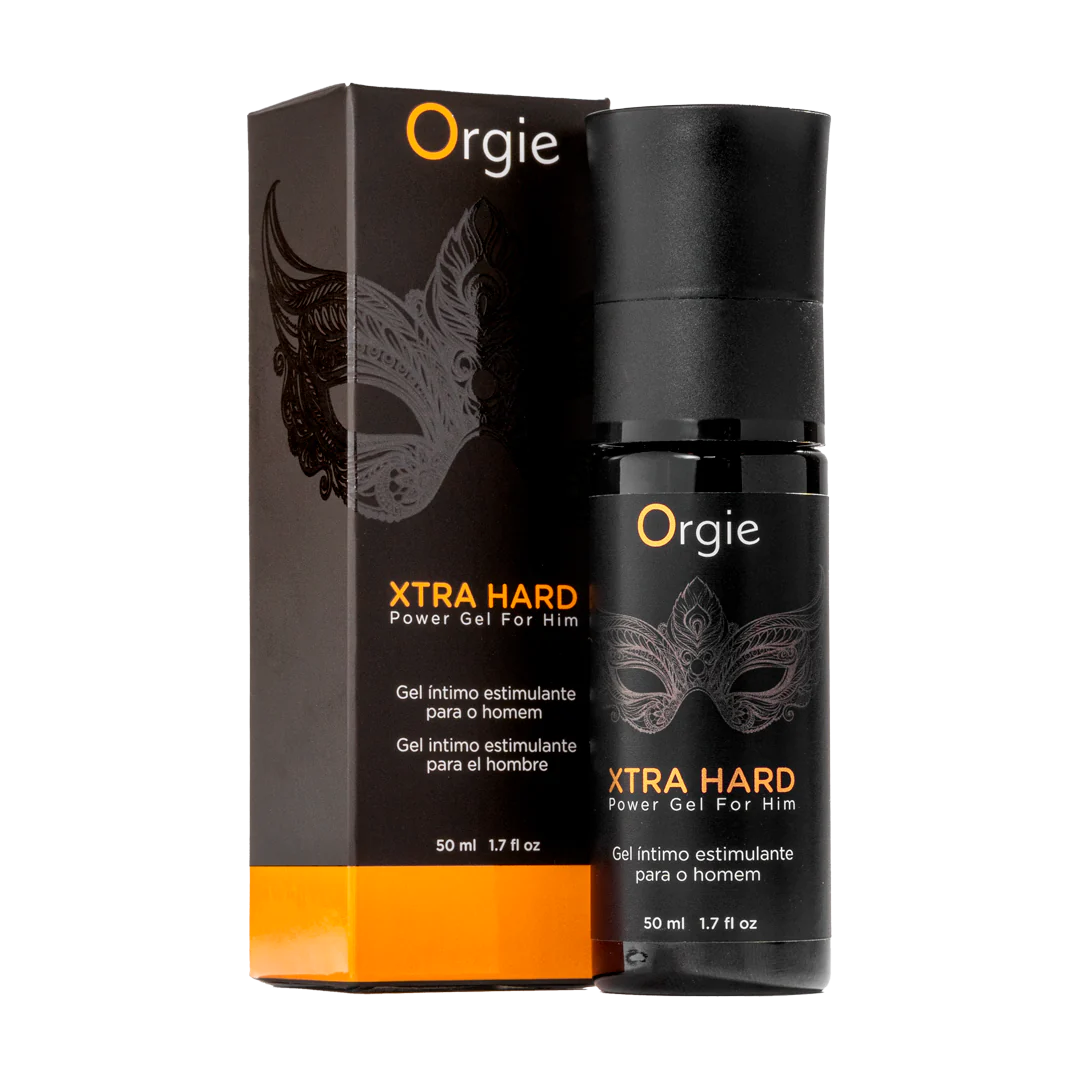 Orgie
XTRA HARD
Power Gel For Him
Gel íntimo estimulante
para o homem
Gel intimo estimulante
para el hombre
50 ml 1.7 fl oz
Orgie
XTRA HARD
Power Gel For Him
Gel íntimo estimulante
para o homem
50 ml 1.7 fl oz